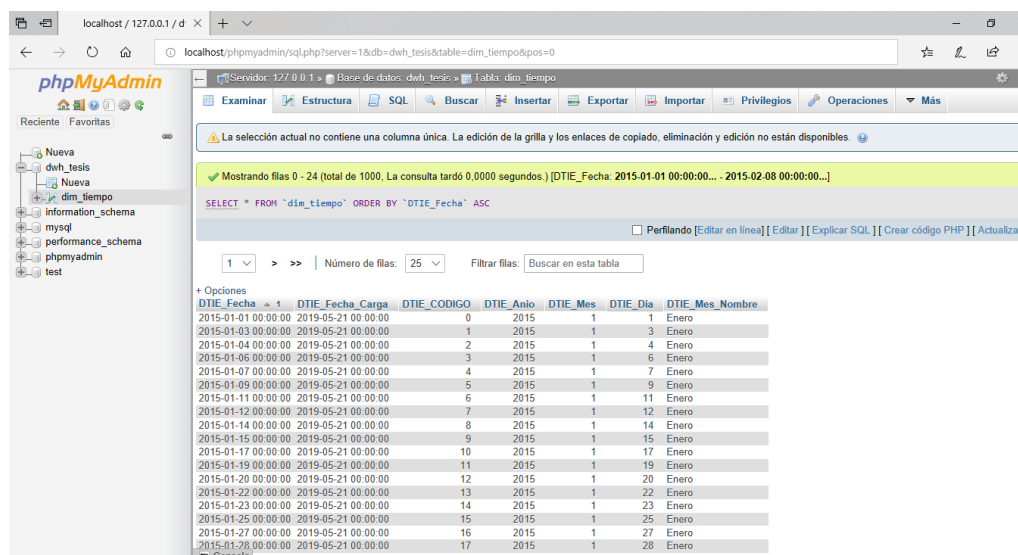 localhost / 127.0.0.1 / d
localhost/phpmyadmin/sql.php?server=1&db=dwh_tesis&table=dim_tiempo&pos=0
phpMyAdmin
Reciente Favoritas
Nueva
dwh_tesis
Nueva
dim_tiempo
information_schema
mysql
performance_schema
phpmyadmin
test
Servidor: 127.0.0.1 » Base de datos: dwh_tesis » Tabla: dim_tiempo
Examinar Estructura SQL Buscar Insertar Exportar Importar Privilegios Operaciones Más
La selección actual no contiene una columna única. La edición de la grilla y los enlaces de copiado, eliminación y edición no están disponibles.
Mostrando filas 0 - 24 (total de 1000, La consulta tardó 0,0000 segundos.) [DTIE_Fecha: 2015-01-01 00:00:00... - 2015-02-08 00:00:00...]
SELECT * FROM `dim_tiempo` ORDER BY `DTIE_Fecha` ASC
Perfilando [Editar en línea] [ Editar ] [ Explicar SQL ] [ Crear código PHP ] [ Actualiza
1 > >> Número de filas: 25 Filtrar filas: Buscar en esta tabla
+ Opciones
DTIE_Fecha 1 DTIE_Fecha_Carga DTIE_CODIGO DTIE_Anio DTIE_Mes DTIE_Dia DTIE_Mes_Nombre
2015-01-01 00:00:00 2019-05-21 00:00:00 0 2015 1 1 Enero
2015-01-03 00:00:00 2019-05-21 00:00:00 1 2015 1 3 Enero
2015-01-04 00:00:00 2019-05-21 00:00:00 2 2015 1 4 Enero
2015-01-06 00:00:00 2019-05-21 00:00:00 3 2015 1 6 Enero
2015-01-07 00:00:00 2019-05-21 00:00:00 4 2015 1 7 Enero
2015-01-09 00:00:00 2019-05-21 00:00:00 5 2015 1 9 Enero
2015-01-11 00:00:00 2019-05-21 00:00:00 6 2015 1 11 Enero
2015-01-12 00:00:00 2019-05-21 00:00:00 7 2015 1 12 Enero
2015-01-14 00:00:00 2019-05-21 00:00:00 8 2015 1 14 Enero
2015-01-15 00:00:00 2019-05-21 00:00:00 9 2015 1 15 Enero
2015-01-17 00:00:00 2019-05-21 00:00:00 10 2015 1 17 Enero
2015-01-19 00:00:00 2019-05-21 00:00:00 11 2015 1 19 Enero
2015-01-20 00:00:00 2019-05-21 00:00:00 12 2015 1 20 Enero
2015-01-22 00:00:00 2019-05-21 00:00:00 13 2015 1 22 Enero
2015-01-23 00:00:00 2019-05-21 00:00:00 14 2015 1 23 Enero
2015-01-25 00:00:00 2019-05-21 00:00:00 15 2015 1 25 Enero
2015-01-27 00:00:00 2019-05-21 00:00:00 16 2015 1 27 Enero
2015-01-28 00:00:00 2019-05-21 00:00:00 17 2015 1 28 Enero